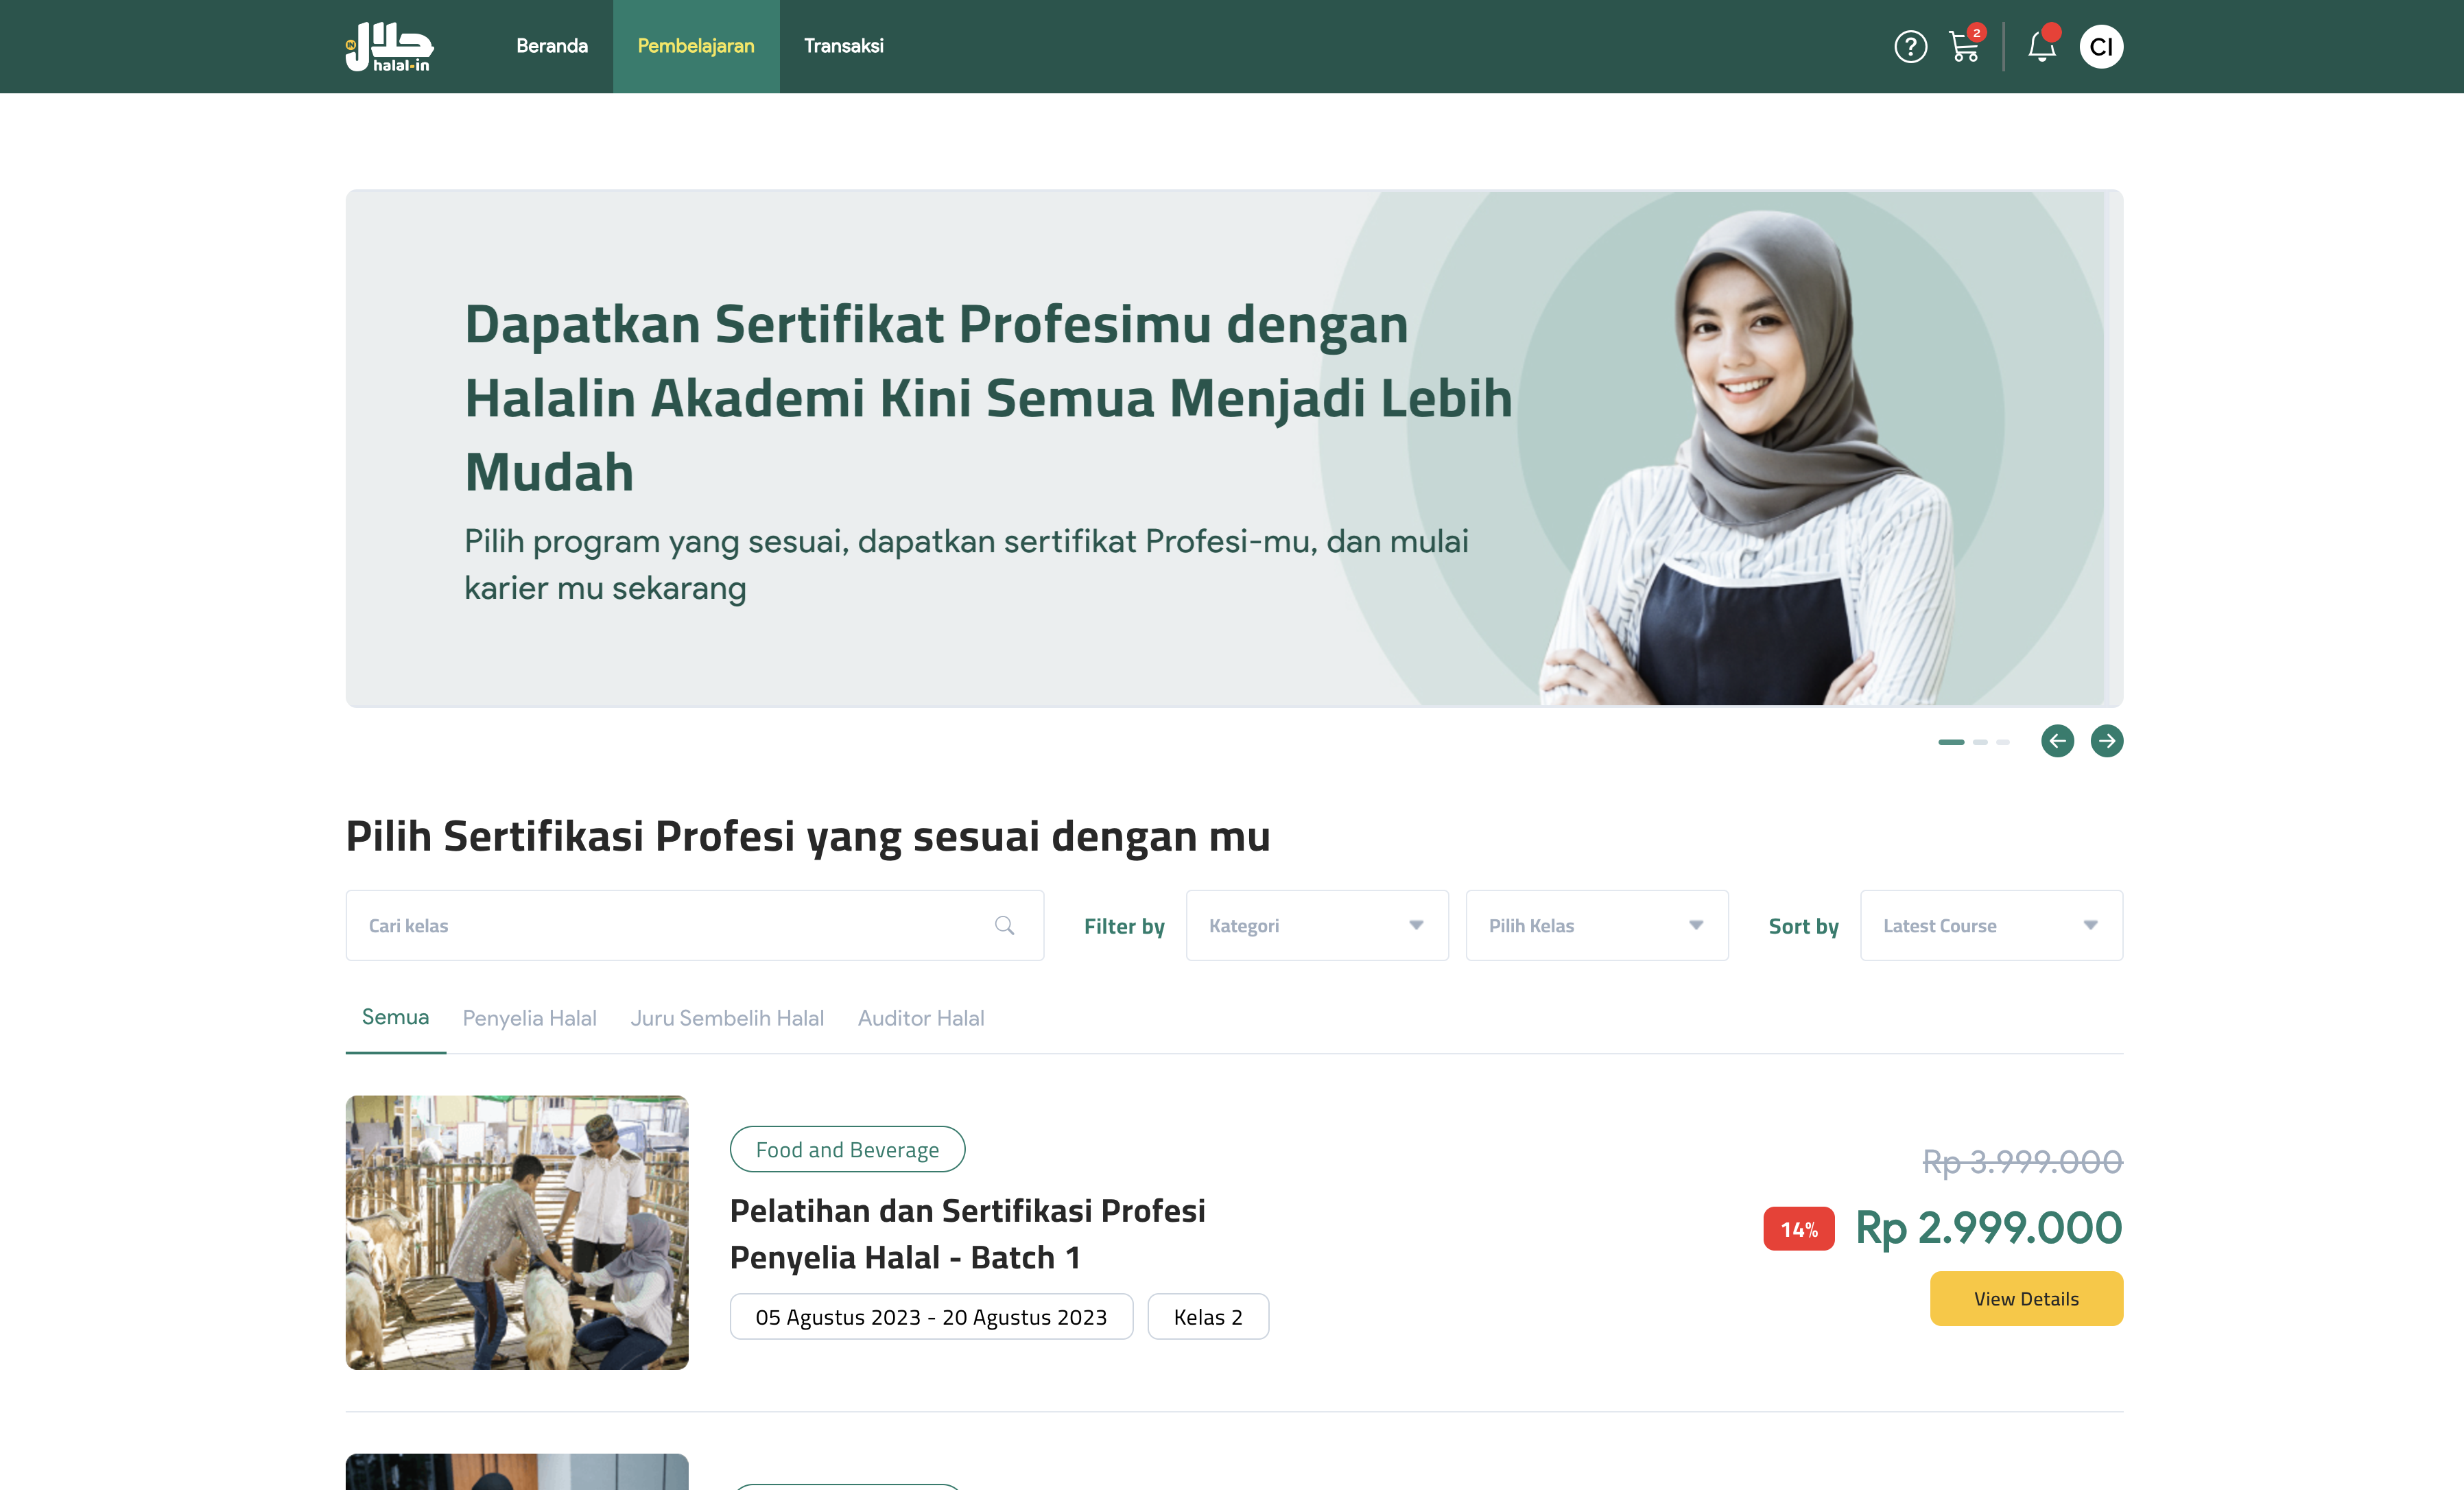 حلال
IN
halal-in
Beranda
Pembelajaran
Transaksi
?
2
CI
Dapatkan Sertifikat Profesimu dengan
Halalin Akademi Kini Semua Menjadi Lebih
Mudah
Pilih program yang sesuai, dapatkan sertifikat Profesi-mu, dan mulai
karier mu sekarang
Pilih Sertifikasi Profesi yang sesuai dengan mu
Cari kelas
Filter by
Kategori
Pilih Kelas
Sort by
Latest Course
Semua
Penyelia Halal
Juru Sembelih Halal
Auditor Halal
Food and Beverage
Pelatihan dan Sertifikasi Profesi
Penyelia Halal - Batch 1
05 Agustus 2023 - 20 Agustus 2023
Kelas 2
Rp 3.999.000
14%
Rp 2.999.000
View Details